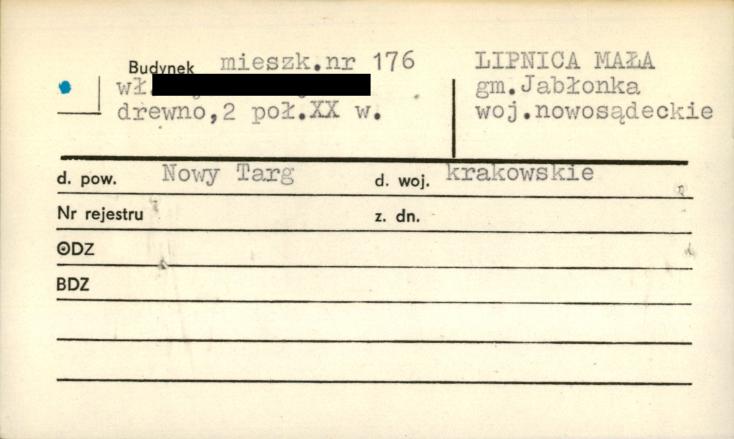 Budynek mieszk.nr 176
wł.
drewno,2 poł.XX w.
LIPNICA MAŁA
gm.Jabłonka
woj.nowosądeckie
d. pow. Nowy Targ d. woj. krakowskie
Nr rejestru z. dn.
ODZ
BDZ